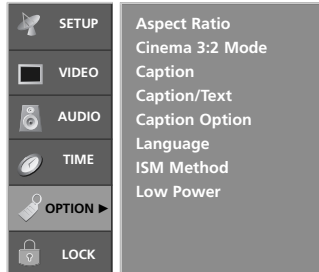 SETUP
VIDEO
AUDIO
TIME
OPTION ►
LOCK
Aspect Ratio
Cinema 3:2 Mode
Caption
Caption/Text
Caption Option
Language
ISM Method
Low Power